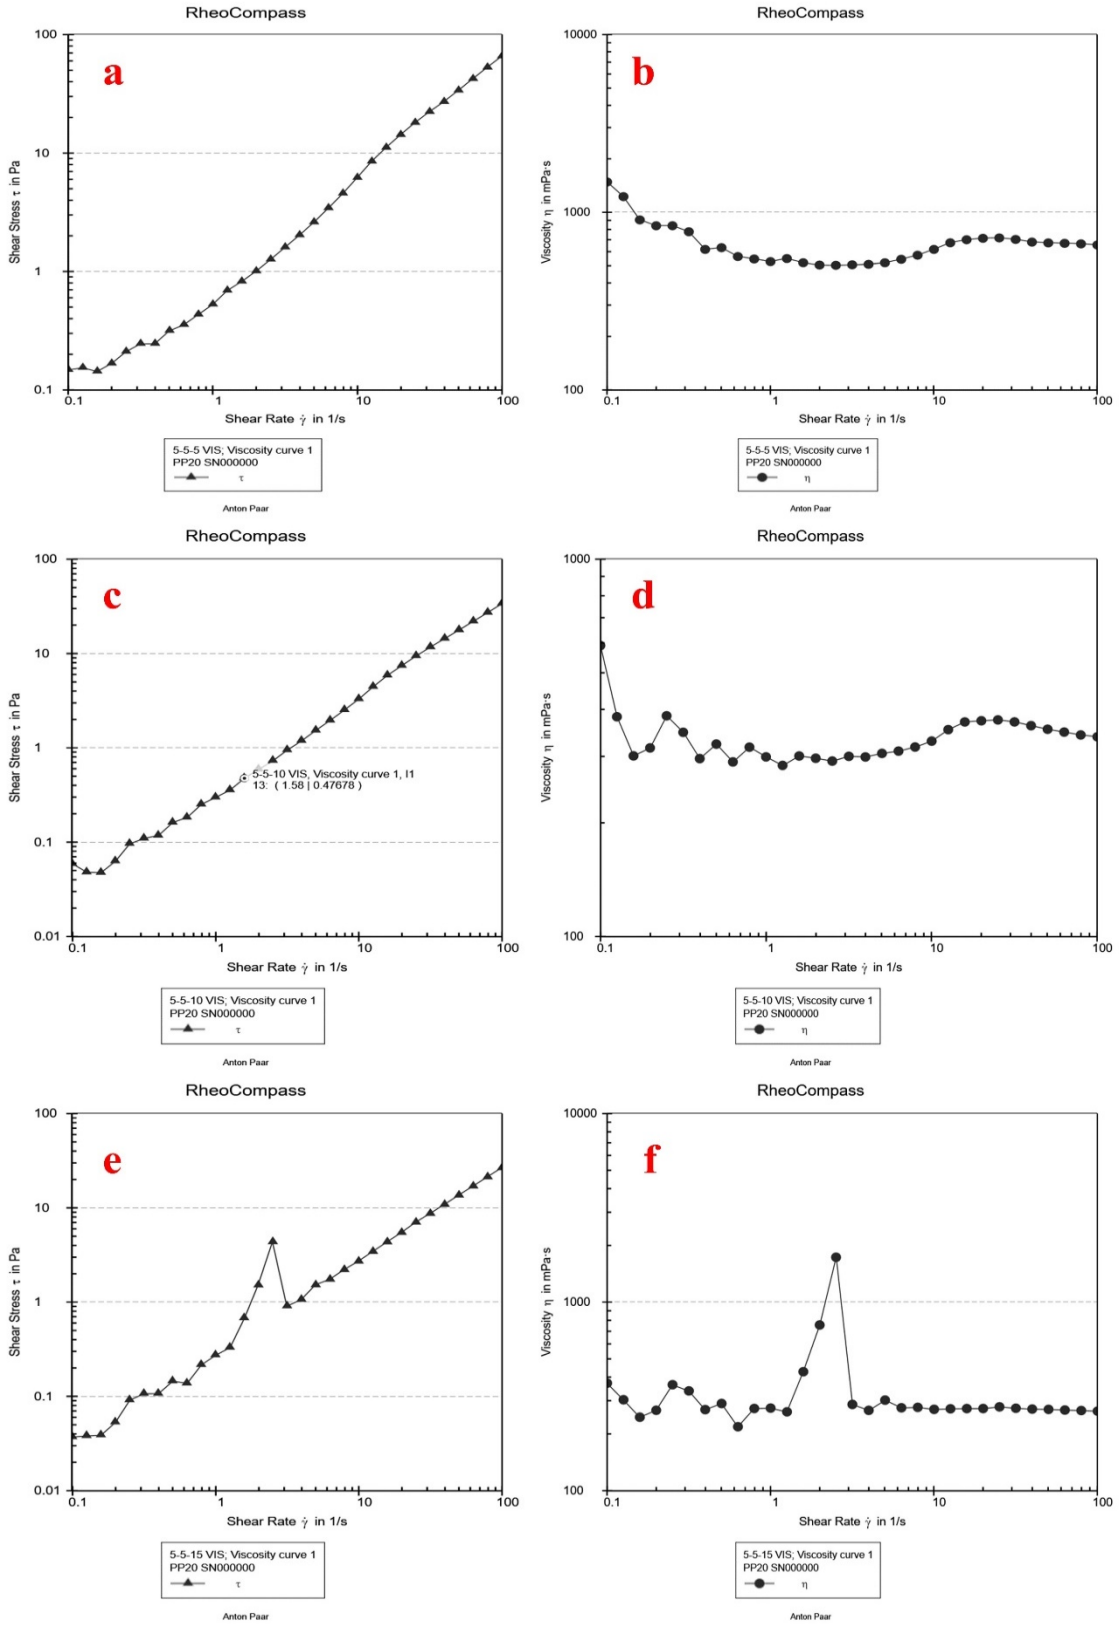 RheoCompass
a
Shear Stress τ in Pa
100
10
1
0.1
0.1
1
10
100
Shear Rate γ̇ in 1/s
5-5-5 VIS; Viscosity curve 1
PP20 SN000000
τ
Anton Paar
RheoCompass
b
Viscosity η in mPa·s
10000
1000
100
0.1
1
10
100
Shear Rate γ̇ in 1/s
5-5-5 VIS; Viscosity curve 1
PP20 SN000000
η
Anton Paar
RheoCompass
c
Shear Stress τ in Pa
100
10
1
0.1
0.01
5-5-10 VIS, Viscosity curve 1, I1
13: ( 1.58 | 0.47678 )
0.1
1
10
100
Shear Rate γ̇ in 1/s
5-5-10 VIS; Viscosity curve 1
PP20 SN000000
τ
Anton Paar
RheoCompass
d
Viscosity η in mPa·s
1000
100
0.1
1
10
100
Shear Rate γ̇ in 1/s
5-5-10 VIS; Viscosity curve 1
PP20 SN000000
η
Anton Paar
RheoCompass
e
Shear Stress τ in Pa
100
10
1
0.1
0.01
0.1
1
10
100
Shear Rate γ̇ in 1/s
5-5-15 VIS; Viscosity curve 1
PP20 SN000000
τ
Anton Paar
RheoCompass
f
Viscosity η in mPa·s
10000
1000
100
0.1
1
10
100
Shear Rate γ̇ in 1/s
5-5-15 VIS; Viscosity curve 1
PP20 SN000000
η
Anton Paar